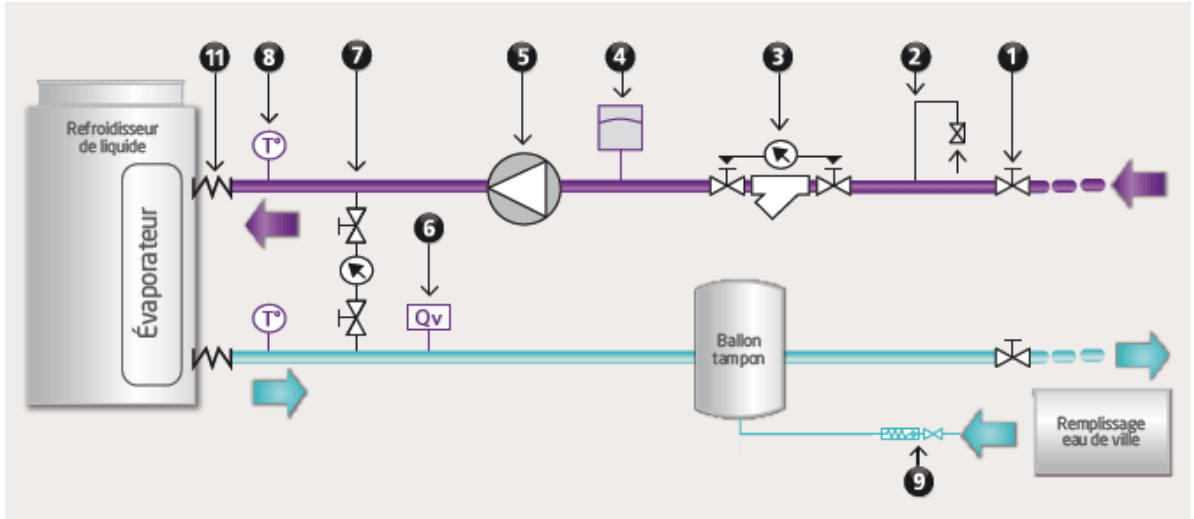 11
8
7
5
4
3
2
1
Refroidisseur
de liquide
T°
Évaporateur
6
T°
Qv
Ballon
tampon
Remplissage
eau de ville
9